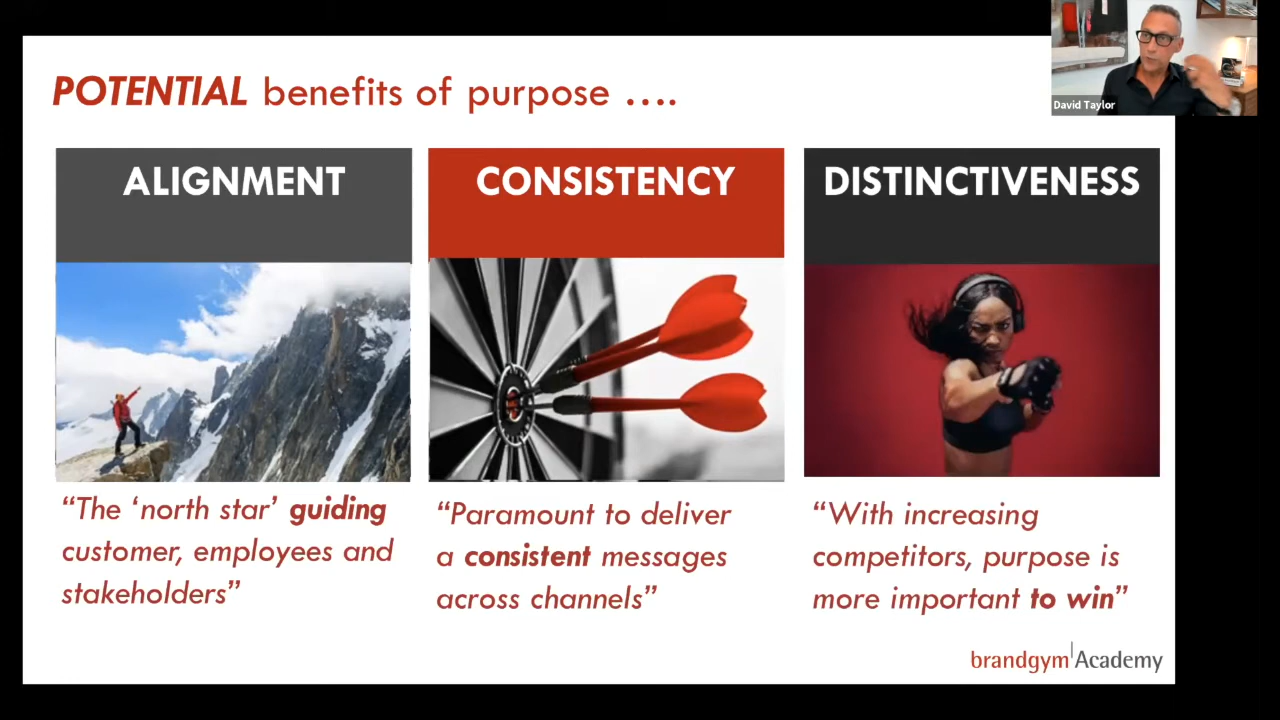 POTENTIAL benefits of purpose ....
David Taylor
ALIGNMENT
“The ‘north star’ guiding
customer, employees and
stakeholders”
CONSISTENCY
“Paramount to deliver
a consistent messages
across channels”
DISTINCTIVENESS
“With increasing
competitors, purpose is
more important to win”
brandgym|Academy